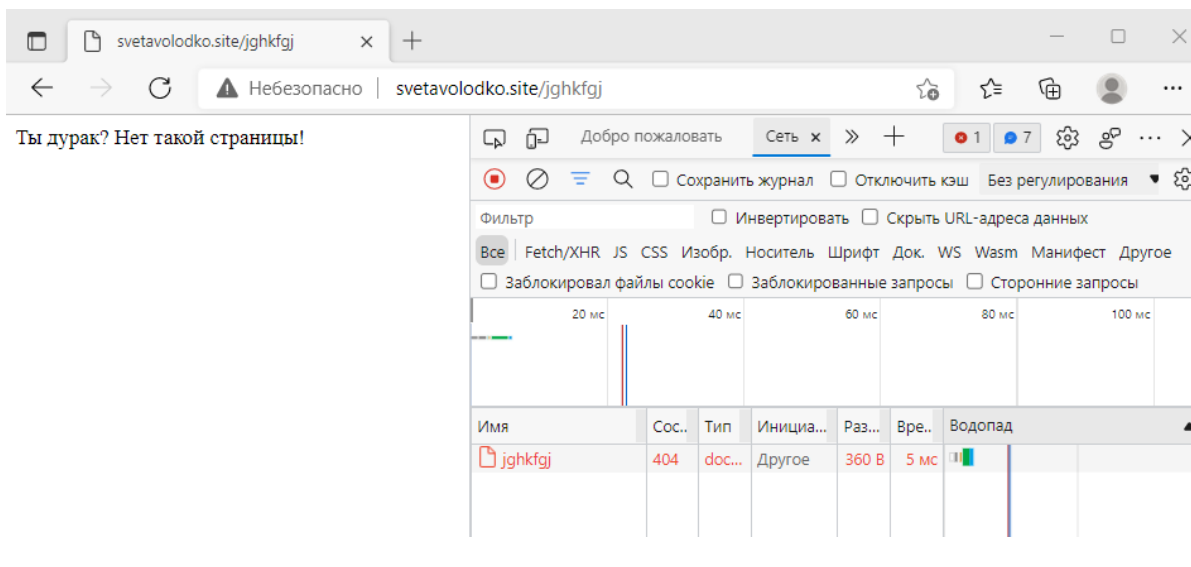 svetavolodko.site/jghkfgj
Небезопасно | svetavolodko.site/jghkfgj
Ты дурак? Нет такой страницы!
Добро пожаловать Сеть 1 7
Сохранить журнал Отключить кэш Без регулирования
Фильтр Инвертировать Скрыть URL-адреса данных
Все Fetch/XHR JS CSS Изобр. Носитель Шрифт Док. WS Wasm Манифест Другое
Заблокировал файлы cookie Заблокированные запросы Сторонние запросы
20 мс 40 мс 60 мс 80 мс 100 мс
Имя Сос.. Тип Инициа... Раз... Вре.. Водопад
jghkfgj 404 doc... Другое 360 B 5 мс